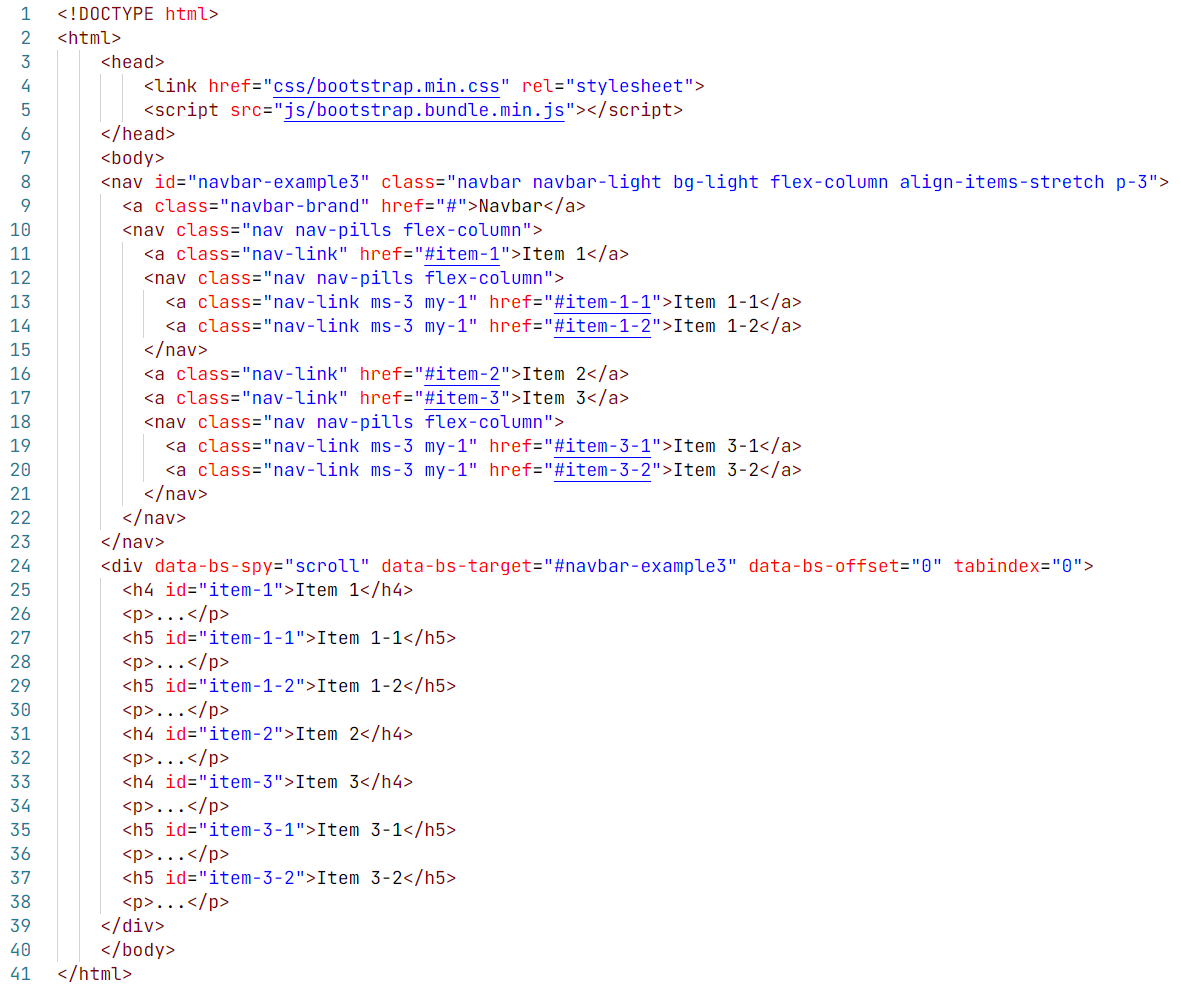 1 <!DOCTYPE html>
2 <html>
3     <head>
4         <link href="css/bootstrap.min.css" rel="stylesheet">
5         <script src="js/bootstrap.bundle.min.js"></script>
6     </head>
7     <body>
8     <nav id="navbar-example3" class="navbar navbar-light bg-light flex-column align-items-stretch p-3">
9       <a class="navbar-brand" href="#">Navbar</a>
10       <nav class="nav nav-pills flex-column">
11         <a class="nav-link" href="#item-1">Item 1</a>
12         <nav class="nav nav-pills flex-column">
13           <a class="nav-link ms-3 my-1" href="#item-1-1">Item 1-1</a>
14           <a class="nav-link ms-3 my-1" href="#item-1-2">Item 1-2</a>
15         </nav>
16         <a class="nav-link" href="#item-2">Item 2</a>
17         <a class="nav-link" href="#item-3">Item 3</a>
18         <nav class="nav nav-pills flex-column">
19           <a class="nav-link ms-3 my-1" href="#item-3-1">Item 3-1</a>
20           <a class="nav-link ms-3 my-1" href="#item-3-2">Item 3-2</a>
21         </nav>
22       </nav>
23     </nav>
24     <div data-bs-spy="scroll" data-bs-target="#navbar-example3" data-bs-offset="0" tabindex="0">
25       <h4 id="item-1">Item 1</h4>
26       <p>...</p>
27       <h5 id="item-1-1">Item 1-1</h5>
28       <p>...</p>
29       <h5 id="item-1-2">Item 1-2</h5>
30       <p>...</p>
31       <h4 id="item-2">Item 2</h4>
32       <p>...</p>
33       <h4 id="item-3">Item 3</h4>
34       <p>...</p>
35       <h5 id="item-3-1">Item 3-1</h5>
36       <p>...</p>
37       <h5 id="item-3-2">Item 3-2</h5>
38       <p>...</p>
39     </div>
40     </body>
41 </html>